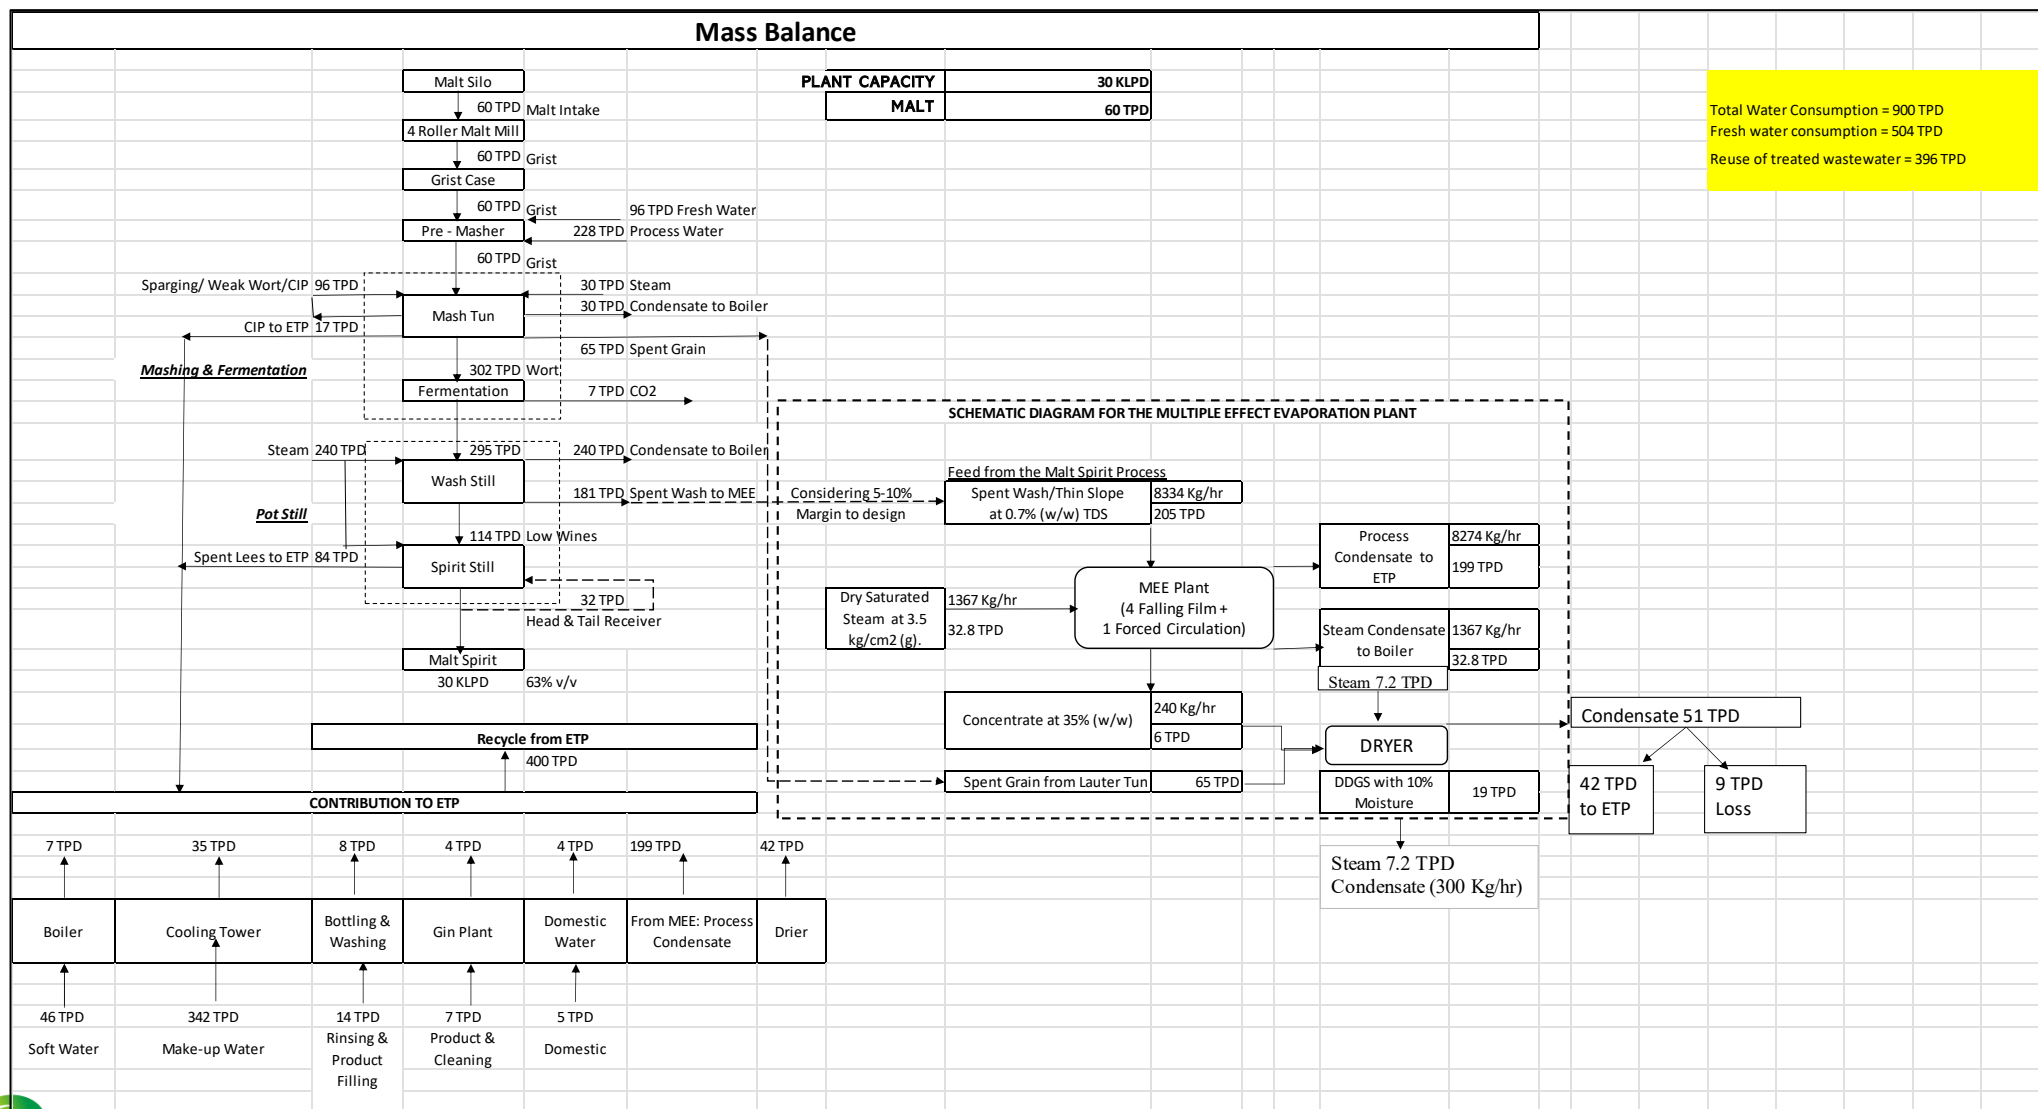 Mass Balance
Malt Silo
60 TPD Malt Intake
4 Roller Malt Mill
60 TPD Grist
Grist Case
60 TPD Grist
96 TPD Fresh Water
Pre - Masher
228 TPD Process Water
60 TPD Grist
Sparging/ Weak Wort/CIP 96 TPD
30 TPD Steam
30 TPD Condensate to Boiler
Mash Tun
CIP to ETP 17 TPD
65 TPD Spent Grain
Mashing & Fermentation
302 TPD Wort
Fermentation
7 TPD CO2
Steam 240 TPD
295 TPD
240 TPD Condensate to Boiler
Wash Still
181 TPD Spent Wash to MEE
Pot Still
114 TPD Low Wines
Spent Lees to ETP 84 TPD
Spirit Still
32 TPD
Head & Tail Receiver
Malt Spirit
30 KLPD 63% v/v
PLANT CAPACITY 30 KLPD
MALT 60 TPD
Total Water Consumption = 900 TPD
Fresh water consumption = 504 TPD
Reuse of treated wastewater = 396 TPD
SCHEMATIC DIAGRAM FOR THE MULTIPLE EFFECT EVAPORATION PLANT
Feed from the Malt Spirit Process
Considering 5-10%
Margin to design
Spent Wash/Thin Slope
at 0.7% (w/w) TDS
8334 Kg/hr
205 TPD
Process
Condensate to
ETP
8274 Kg/hr
199 TPD
Dry Saturated
Steam at 3.5
kg/cm2 (g).
1367 Kg/hr
32.8 TPD
MEE Plant
(4 Falling Film +
1 Forced Circulation)
Steam Condensate
to Boiler
1367 Kg/hr
32.8 TPD
Steam 7.2 TPD
Concentrate at 35% (w/w)
240 Kg/hr
6 TPD
DRYER
Condensate 51 TPD
Spent Grain from Lauter Tun 65 TPD
DDGS with 10%
Moisture
19 TPD
42 TPD
to ETP
9 TPD
Loss
Steam 7.2 TPD
Condensate (300 Kg/hr)
Recycle from ETP
400 TPD
CONTRIBUTION TO ETP
7 TPD 35 TPD 8 TPD 4 TPD 4 TPD 199 TPD 42 TPD
Boiler
Cooling Tower
Bottling &
Washing
Gin Plant
Domestic
Water
From MEE: Process
Condensate
Drier
46 TPD 342 TPD 14 TPD 7 TPD 5 TPD
Soft Water
Make-up Water
Rinsing &
Product
Filling
Product &
Cleaning
Domestic